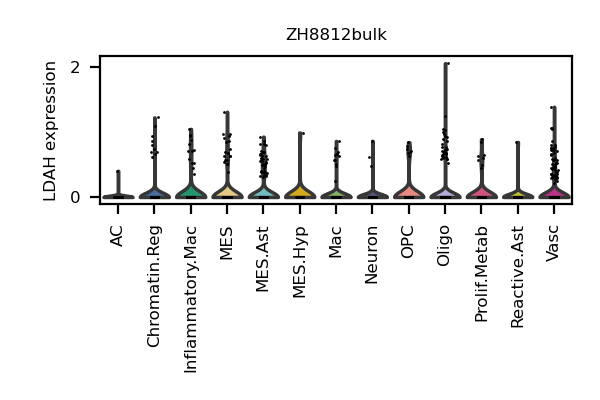 ZH8812bulk
LDAH expression
2
0
AC
Chromatin.Reg
Inflammatory.Mac
MES
MES.Ast
MES.Hyp
Mac
Neuron
OPC
Oligo
Prolif.Metab
Reactive.Ast
Vasc